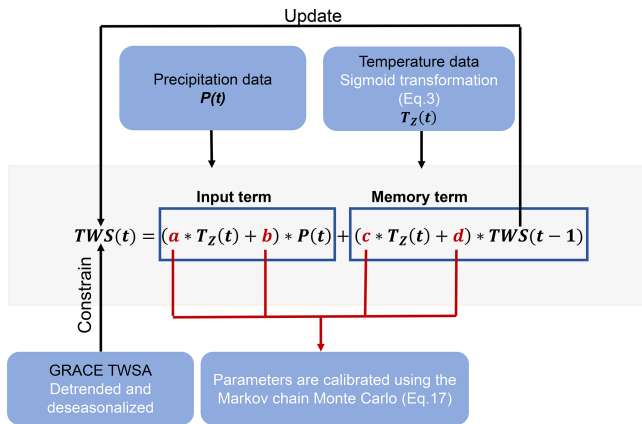 Update
Precipitation data
P(t)
Temperature data
Sigmoid transformation
(Eq.3)
T_Z(t)
Input term
Memory term
TWS(t) = (a * T_Z(t) + b) * P(t) + (c * T_Z(t) + d) * TWS(t − 1)
Constrain
GRACE TWSA
Detrended and
deseasonalized
Parameters are calibrated using the
Markov chain Monte Carlo (Eq.17)